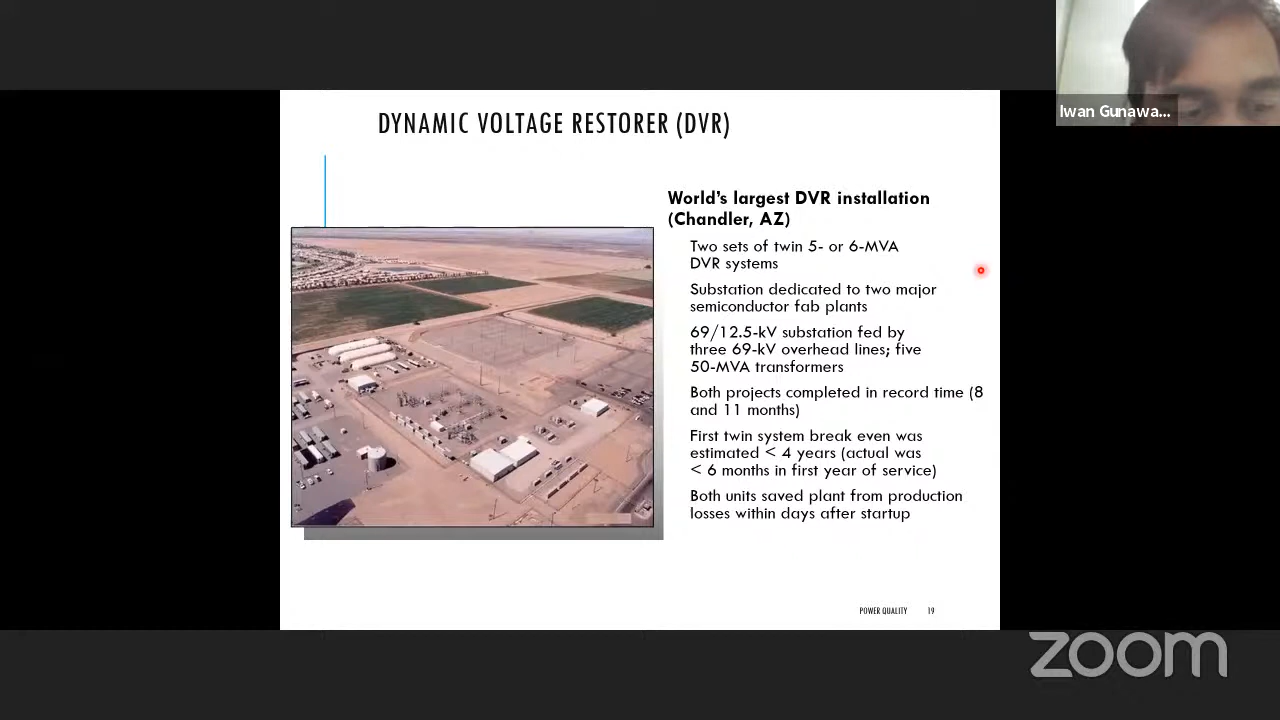 Iwan Gunawa...
DYNAMIC VOLTAGE RESTORER (DVR)
World's largest DVR installation
(Chandler, AZ)
Two sets of twin 5- or 6-MVA
DVR systems
Substation dedicated to two major
semiconductor fab plants
69/12.5-kV substation fed by
three 69-kV overhead lines; five
50-MVA transformers
Both projects completed in record time (8
and 11 months)
First twin system break even was
estimated < 4 years (actual was
< 6 months in first year of service)
Both units saved plant from production
losses within days after startup
POWER QUALITY 19
zoom